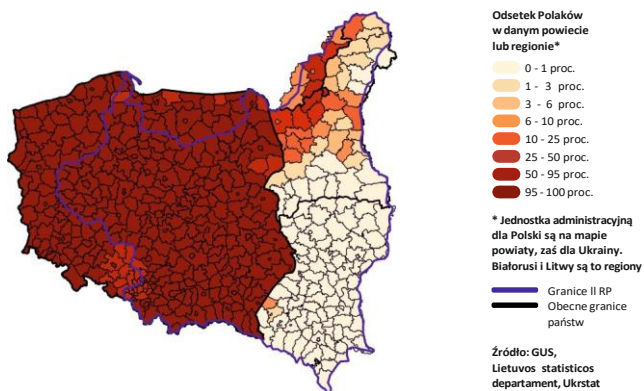 Odsetek Polaków
w danym powiecie
lub regionie*
0 - 1 proc.
1 - 3 proc.
3 - 6 proc.
6 - 10 proc.
10 - 25 proc.
25 - 50 proc.
50 - 95 proc.
95 - 100 proc.
* Jednostka administracyjną
dla Polski są na mapie
powiaty, zaś dla Ukrainy.
Białorusi i Litwy są to regiony
Granice II RP
Obecne granice
państw
Źródło: GUS,
Lietuvos statisticos
departament, Ukrstat